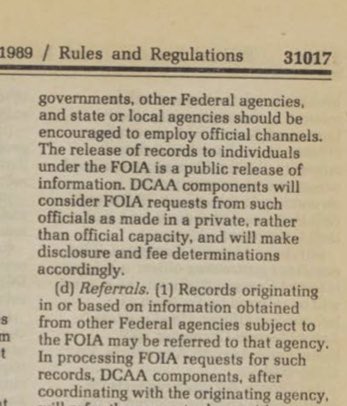 1989 / Rules and Regulations 31017
governments, other Federal agencies,
and state or local agencies should be
encouraged to employ official channels.
The release of records to individuals
under the FOIA is a public release of
information. DCAA components will
consider FOIA requests from such
officials as made in a private, rather
than official capacity, and will make
disclosure and fee determinations
accordingly.
(d) Referrals. (1) Records originating
in or based on information obtained
from other Federal agencies subject to
the FOIA may be referred to that agency.
In processing FOIA requests for such
records, DCAA components, after
coordinating with the originating agency,